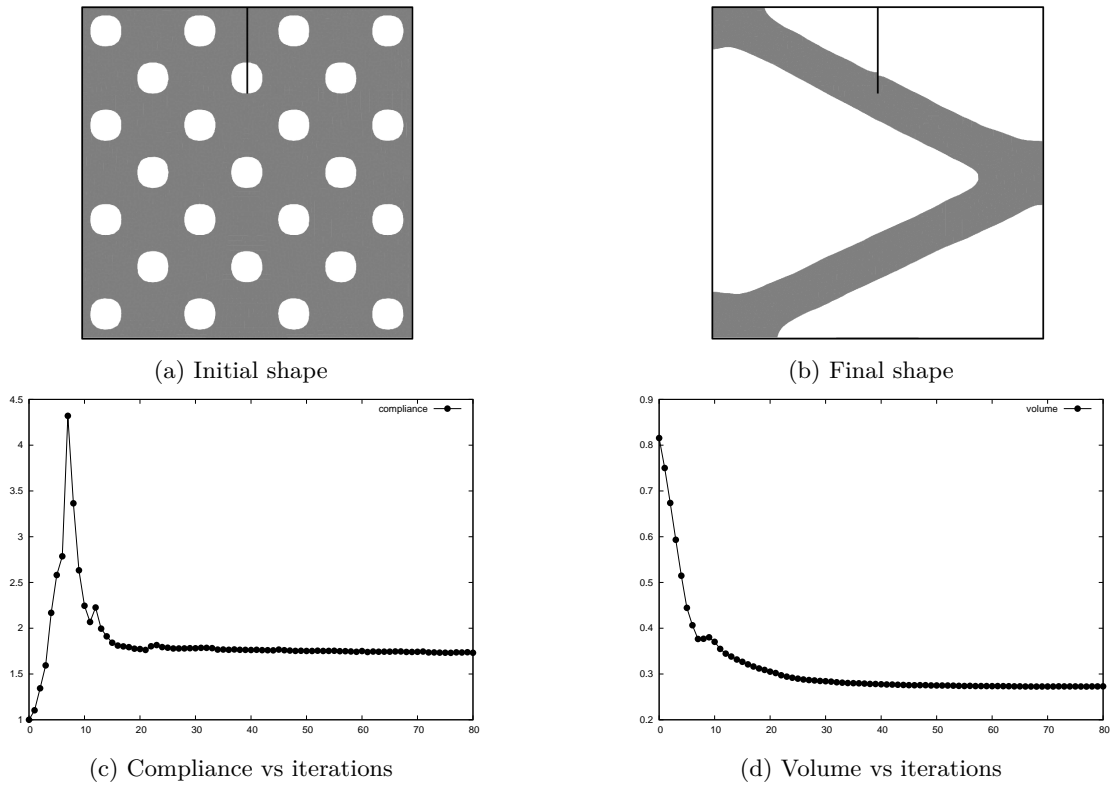 (a) Initial shape
(b) Final shape
4.5
4
3.5
3
2.5
2
1.5
1
0 10 20 30 40 50 60 70 80
compliance
0.9
0.8
0.7
0.6
0.5
0.4
0.3
0.2
0 10 20 30 40 50 60 70 80
volume
(c) Compliance vs iterations
(d) Volume vs iterations